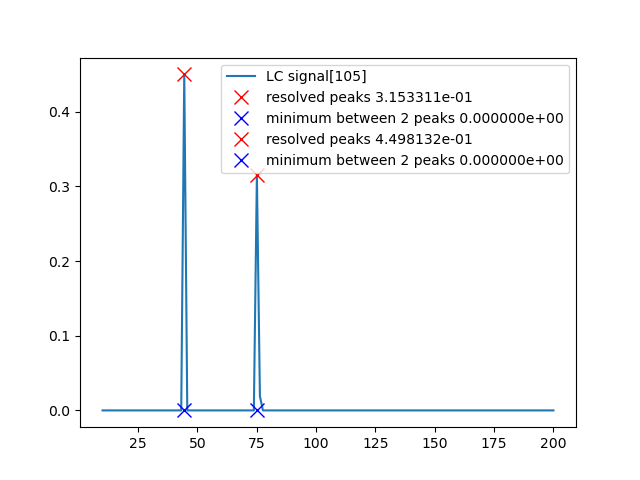 LC signal[105]
resolved peaks 3.153311e-01
minimum between 2 peaks 0.000000e+00
resolved peaks 4.498132e-01
minimum between 2 peaks 0.000000e+00
0.4
0.3
0.2
0.1
0.0
25 50 75 100 125 150 175 200